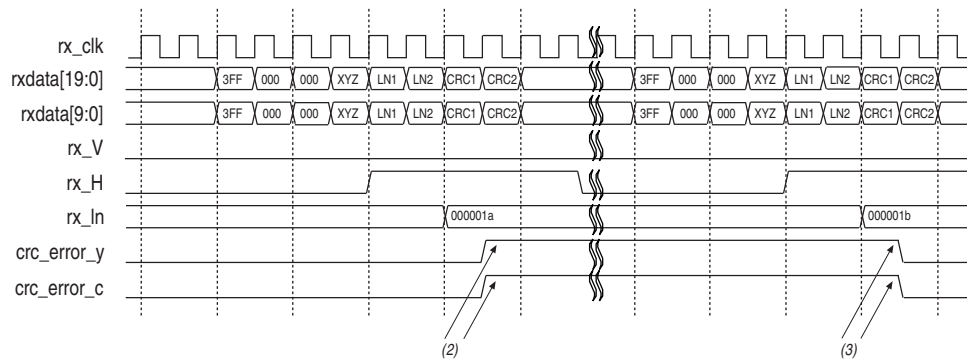 rx_clk
rxdata[19:0] 3FF 000 000 XYZ LN1 LN2 CRC1 CRC2 3FF 000 000 XYZ LN1 LN2 CRC1 CRC2
rxdata[9:0] 3FF 000 000 XYZ LN1 LN2 CRC1 CRC2 3FF 000 000 XYZ LN1 LN2 CRC1 CRC2
rx_V
rx_H
rx_ln 000001a 000001b
crc_error_y
crc_error_c
(2) (3)